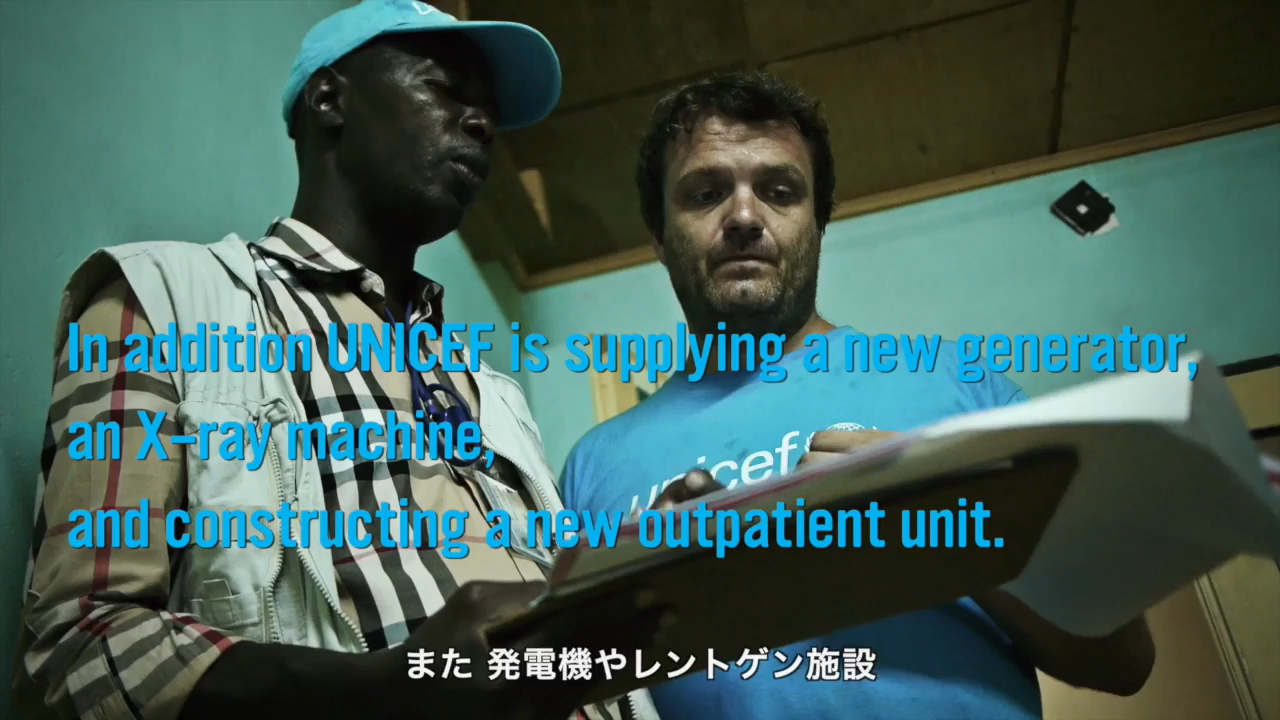 In addition UNICEF is supplying a new generator,
an X-ray machine,
unicef
and constructing a new outpatient unit.
また 発電機やレントゲン施設